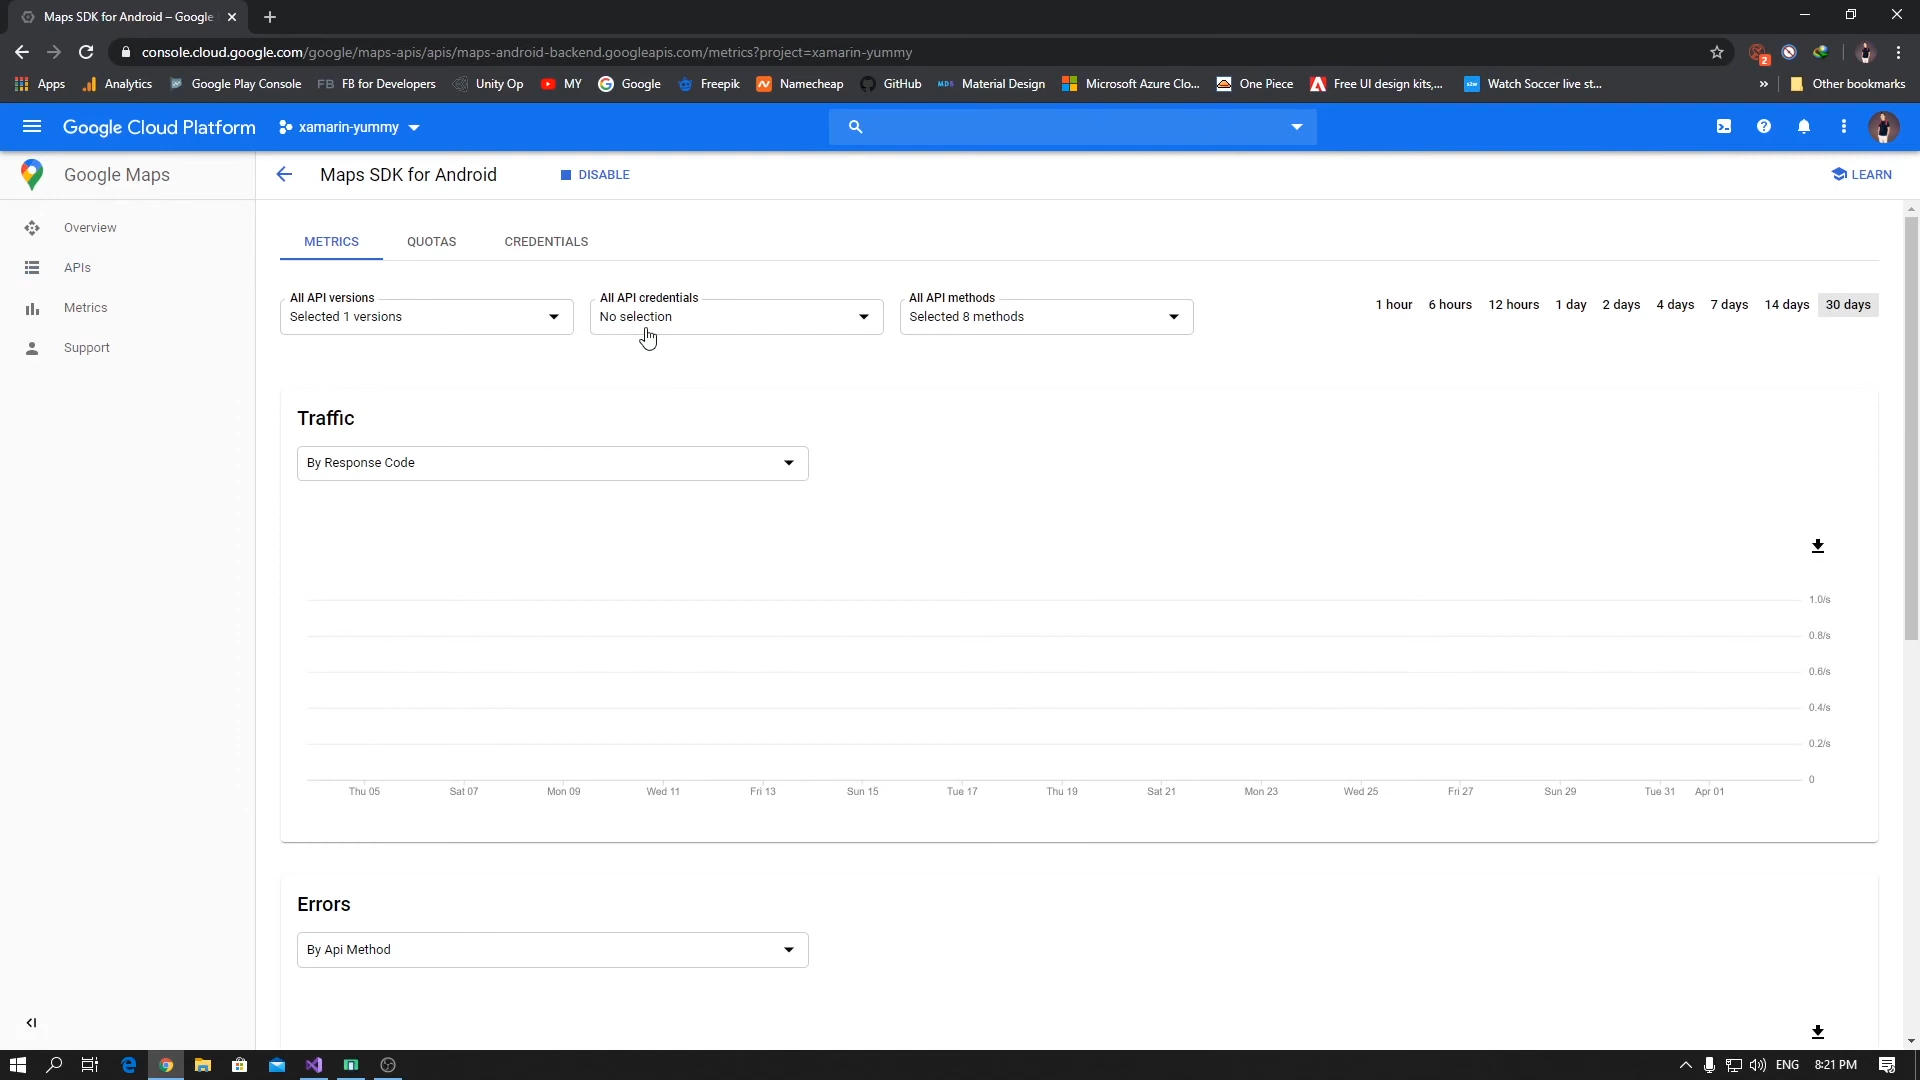 Maps SDK for Android – Google
console.cloud.google.com/google/maps-apis/apis/maps-android-backend.googleapis.com/metrics?project=xamarin-yummy
2
Apps
Analytics
Google Play Console
FB FB for Developers
Unity Op
MY
Google
Freepik
Namecheap
GitHub
MDB Material Design
Microsoft Azure Clo...
One Piece
Free UI design kits,...
Watch Soccer live st...
»
Other bookmarks
Google Cloud Platform
xamarin-yummy
Google Maps
Maps SDK for Android
DISABLE
LEARN
Overview
APIs
Metrics
Support
METRICS
QUOTAS
CREDENTIALS
All API versions
Selected 1 versions
All API credentials
No selection
All API methods
Selected 8 methods
1 hour
6 hours
12 hours
1 day
2 days
4 days
7 days
14 days
30 days
Traffic
By Response Code
1.0/s
0.8/s
0.6/s
0.4/s
0.2/s
0
Thu 05
Sat 07
Mon 09
Wed 11
Fri 13
Sun 15
Tue 17
Thu 19
Sat 21
Mon 23
Wed 25
Fri 27
Sun 29
Tue 31
Apr 01
Errors
By Api Method
ENG
8:21 PM